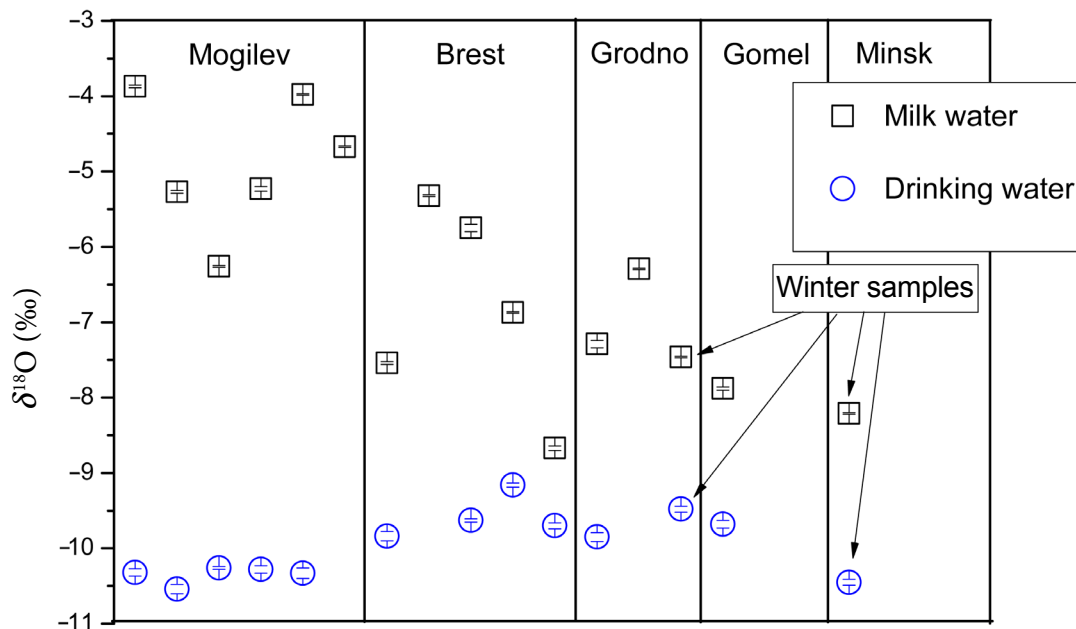 Mogilev
Brest
Grodno
Gomel
Minsk
Milk water
Drinking water
Winter samples
δ¹⁸O (‰)
−3
−4
−5
−6
−7
−8
−9
−10
−11